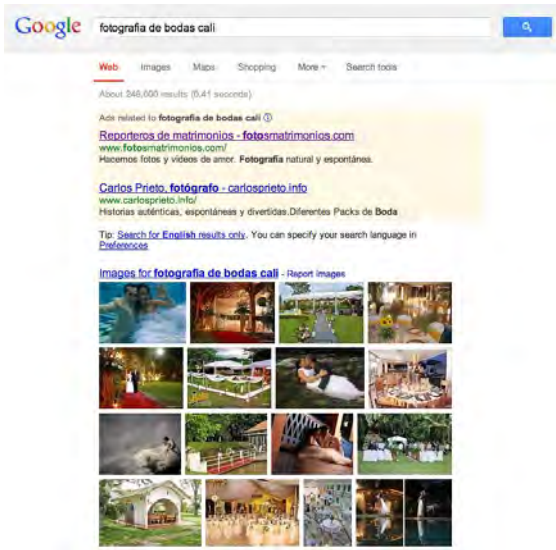 Google
fotografia de bodas cali
Web Images Maps Shopping More Search tools
About 248,000 results (0.41 seconds)
Ads related to fotografia de bodas cali
Reporteros de matrimonios - fotosmatrimonios.com
www.fotosmatrimonios.com/
Hacemos fotos y videos de amor. Fotografía natural y espontánea.
Carlos Prieto, fotógrafo - carlosprieto.info
www.carlosprieto.info/
Historias auténticas, espontáneas y divertidas.Diferentes Packs de Boda
Tip: Search for English results only. You can specify your search language in
Preferences
Images for fotografia de bodas cali - Report images